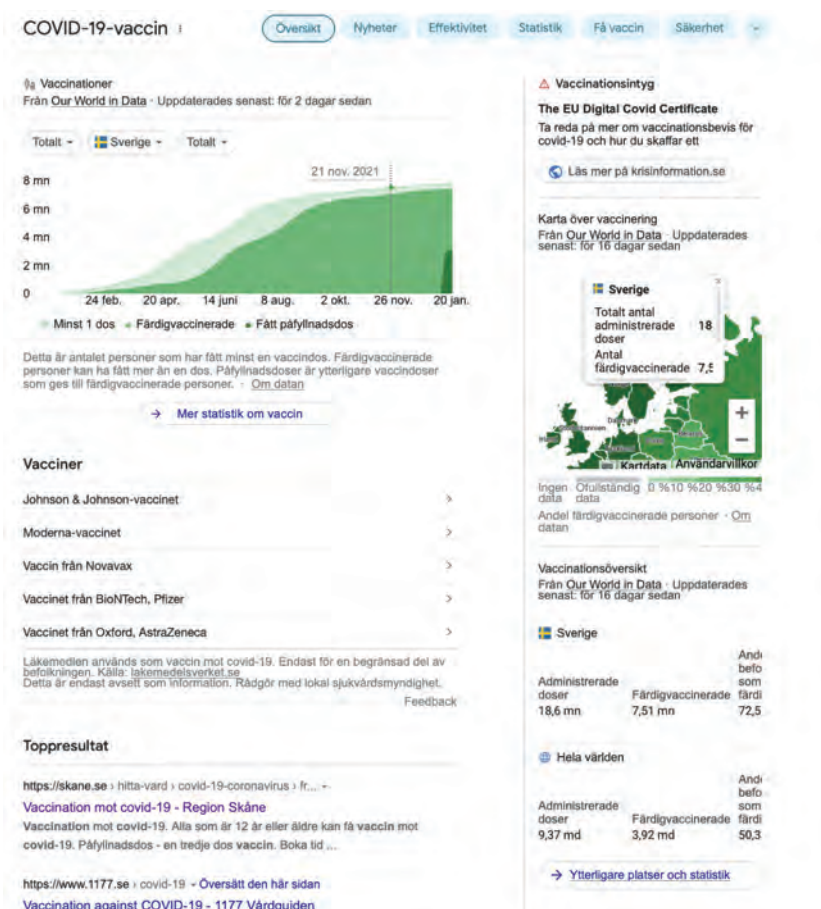 COVID-19-vaccin
Översikt Nyheter Effektivitet Statistik Få vaccin Säkerhet
Vaccinationer
Från Our World in Data · Uppdaterades senast: för 2 dagar sedan
Totalt Sverige Totalt
21 nov. 2021
8 mn
6 mn
4 mn
2 mn
0
24 feb. 20 apr. 14 juni 8 aug. 2 okt. 26 nov. 20 jan.
Minst 1 dos Färdigvaccinerade Fått påfyllnadsdos
Detta är antalet personer som har fått minst en vaccindos. Färdigvaccinerade
personer kan ha fått mer än en dos. Påfyllnadsdoser är ytterligare vaccindoser
som ges till färdigvaccinerade personer. · Om datan
→ Mer statistik om vaccin
Vacciner
Johnson & Johnson-vaccinet
Moderna-vaccinet
Vaccin från Novavax
Vaccinet från BioNTech, Pfizer
Vaccinet från Oxford, AstraZeneca
Läkemedlen används som vaccin mot covid-19. Endast för en begränsad del av
befolkningen. Källa: lakemedelsverket.se
Detta är endast avsett som information. Rådgör med lokal sjukvårdsmyndighet.
Feedback
Toppresultat
https://skane.se › hitta-vard › covid-19-coronavirus › fr...
Vaccination mot covid-19 - Region Skåne
Vaccination mot covid-19. Alla som är 12 år eller äldre kan få vaccin mot
covid-19. Påfyllnadsdos - en tredje dos vaccin. Boka tid ...
https://www.1177.se › covid-19 Översätt den här sidan
Vaccination against COVID-19 - 1177 Vårdguiden
Vaccinationsintyg
The EU Digital Covid Certificate
Ta reda på mer om vaccinationsbevis för
covid-19 och hur du skaffar ett
Läs mer på krisinformation.se
Karta över vaccinering
Från Our World in Data · Uppdaterades
senast: för 16 dagar sedan
Sverige
Totalt antal
administrerade 18
doser
Antal
färdigvaccinerade 7,5
+
−
Kartdata Användarvillkor
Ingen Ofullständig 0 %10 %20 %30 %4
data data
Andel färdigvaccinerade personer · Om
datan
Vaccinationsöversikt
Från Our World in Data · Uppdaterades
senast: för 16 dagar sedan
Sverige
befo
Administrerade som
doser Färdigvaccinerade färdi
18,6 mn 7,51 mn 72,5
Hela världen
befo
Administrerade som
doser Färdigvaccinerade färdi
9,37 md 3,92 md 50,3
→ Ytterligare platser och statistik